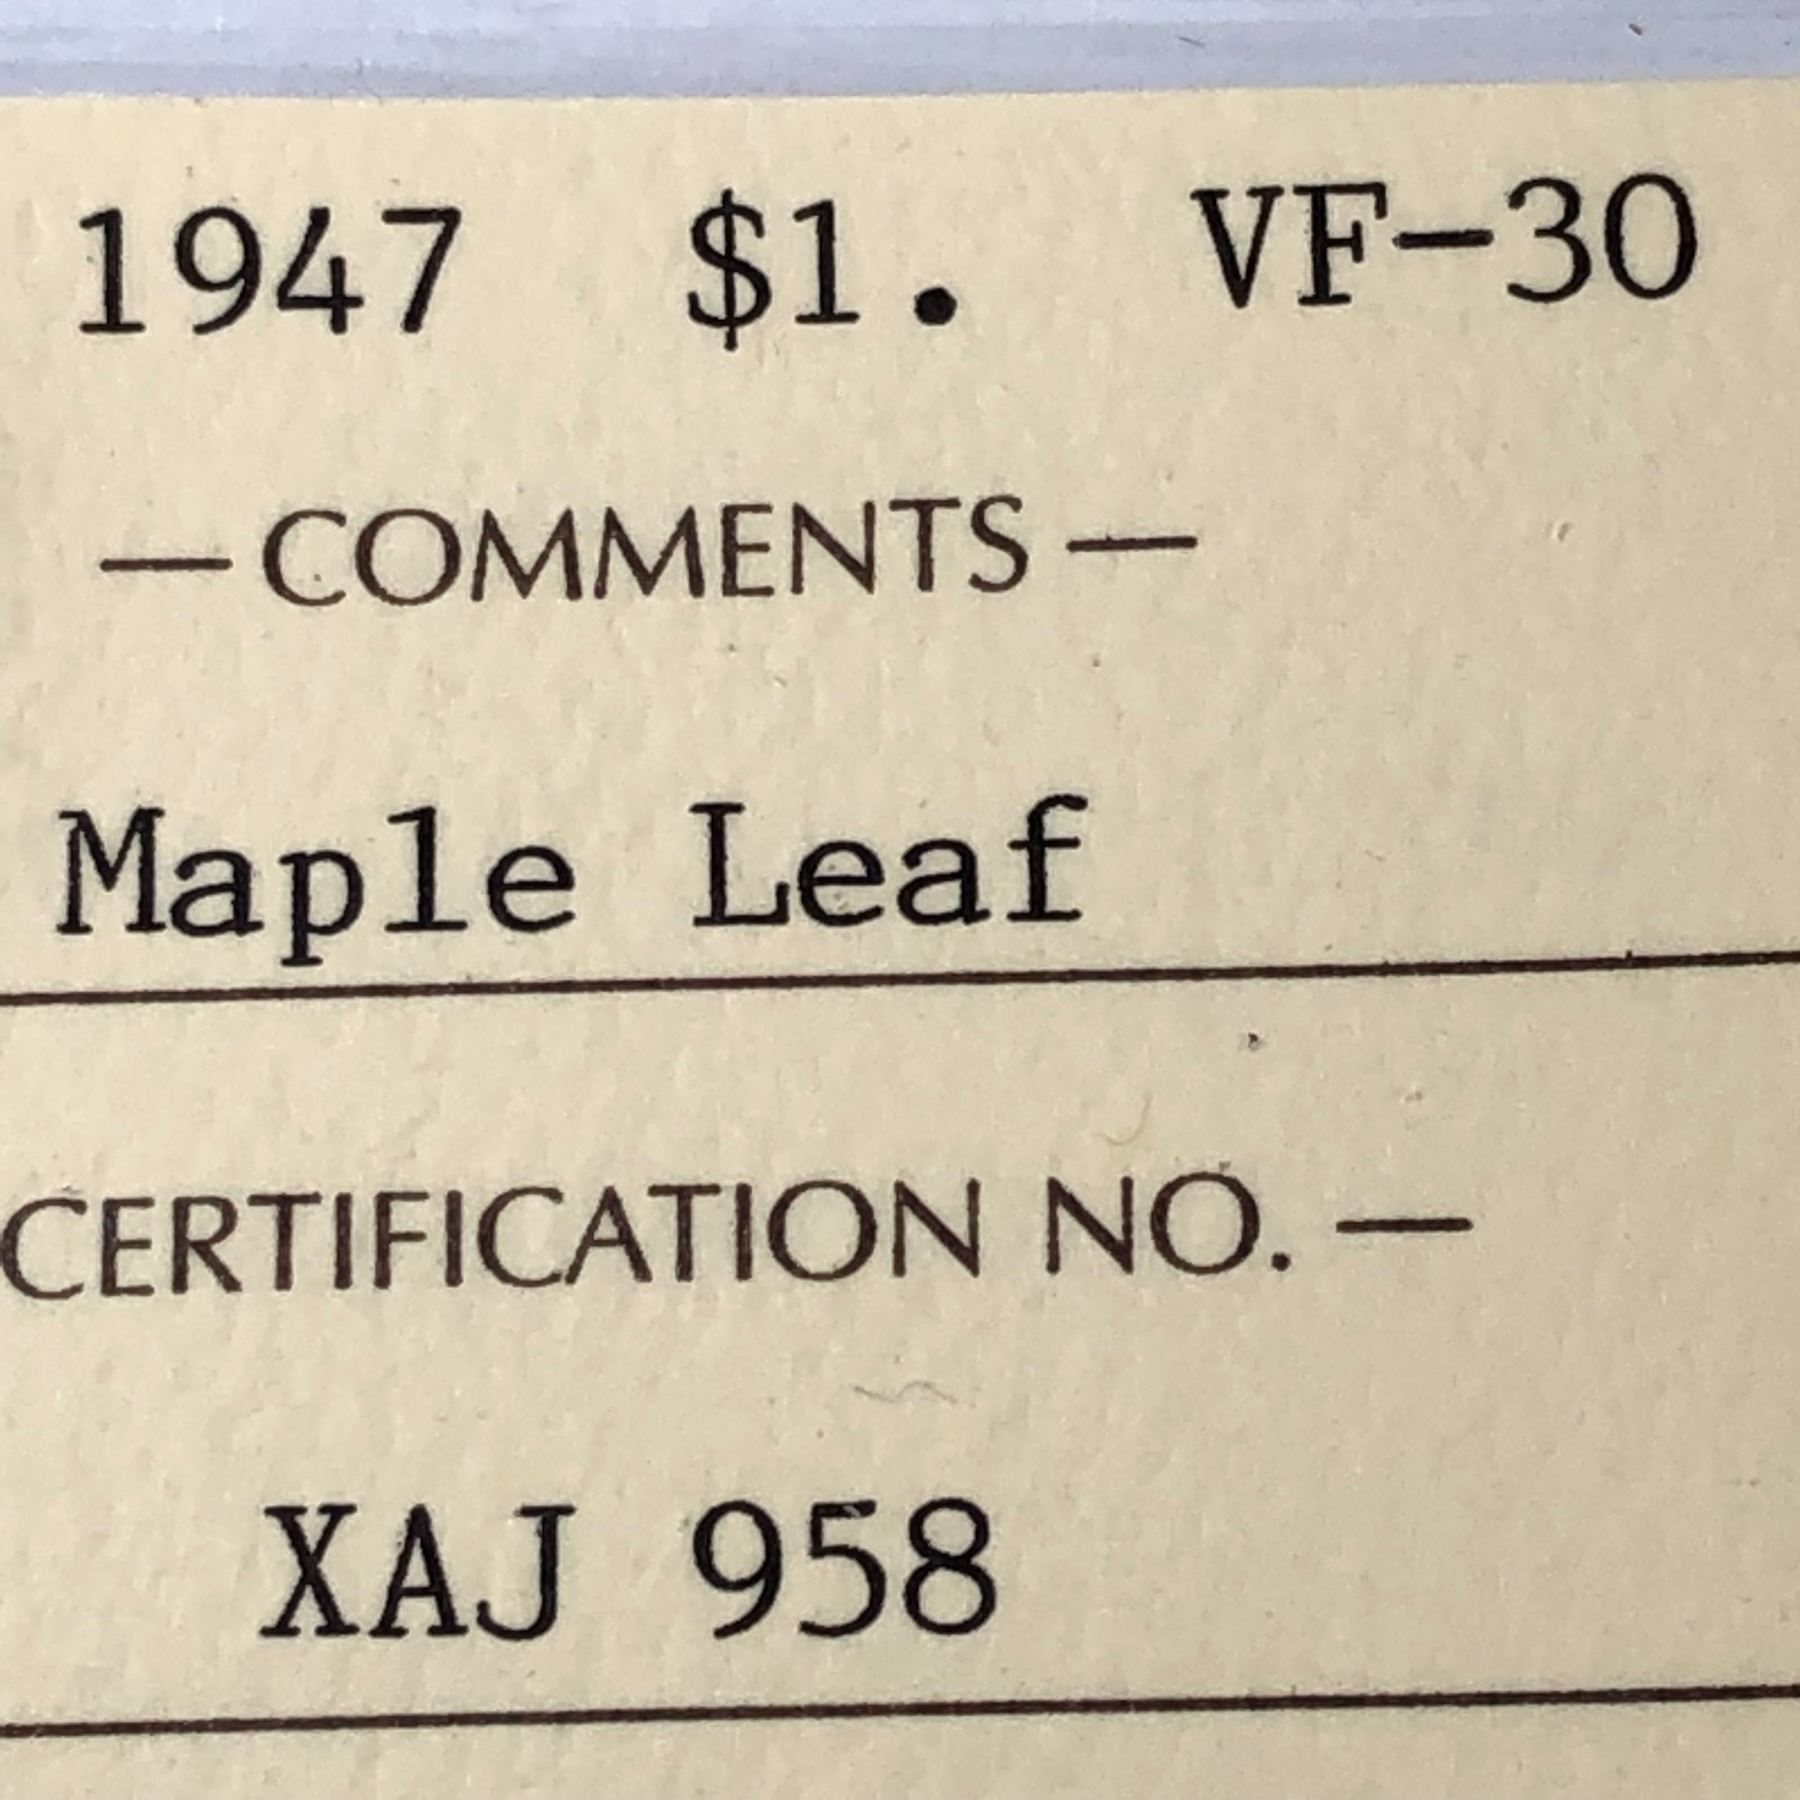 1947 $1. VF-30
— COMMENTS —
Maple Leaf
CERTIFICATION NO. —
XAJ 958